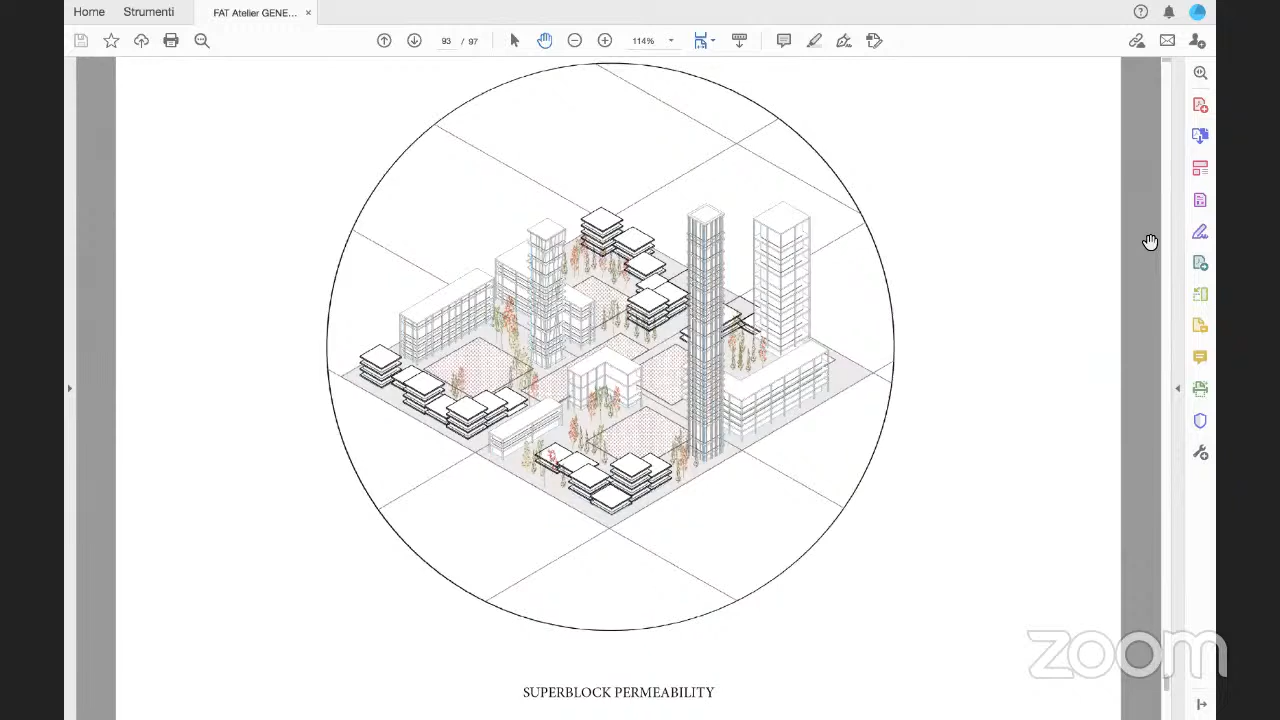 Home
Strumenti
FAT Atelier GENE... ×
93 / 97
114%
SUPERBLOCK PERMEABILITY
zoom